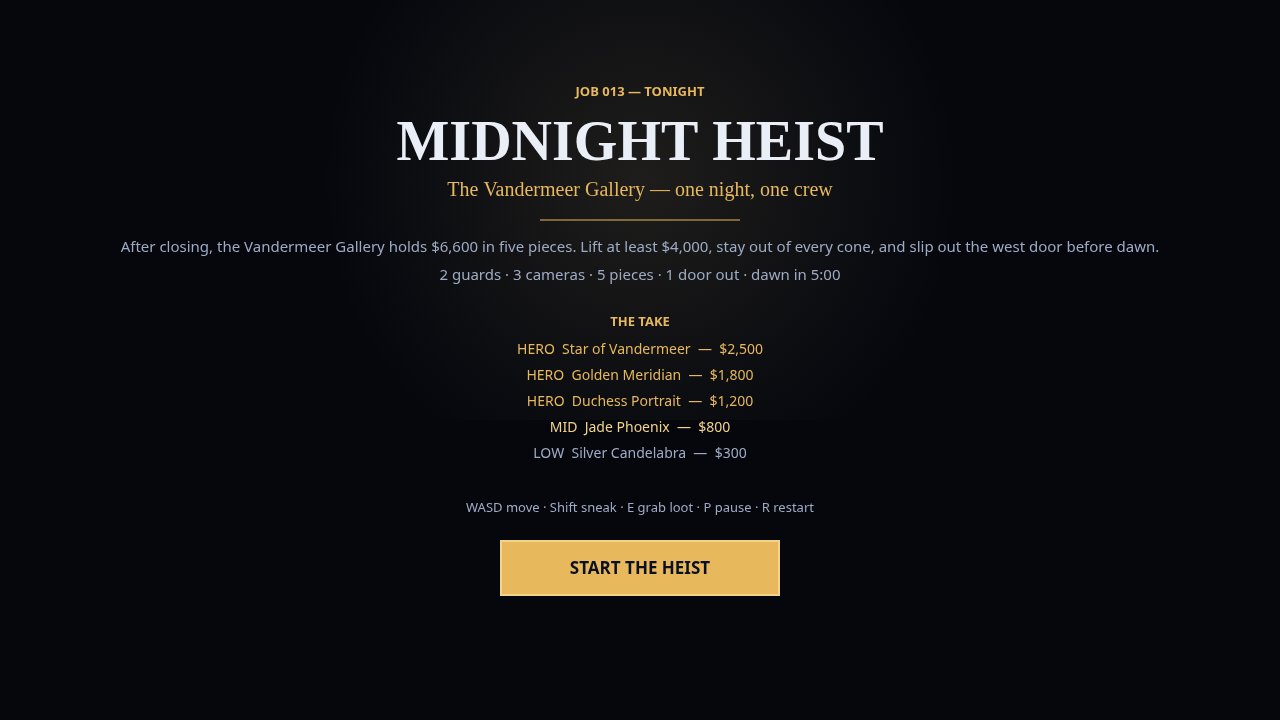 JOB 013 — TONIGHT
MIDNIGHT HEIST
The Vandermeer Gallery — one night, one crew
After closing, the Vandermeer Gallery holds $6,600 in five pieces. Lift at least $4,000, stay out of every cone, and slip out the west door before dawn.
2 guards · 3 cameras · 5 pieces · 1 door out · dawn in 5:00
THE TAKE
HERO Star of Vandermeer — $2,500
HERO Golden Meridian — $1,800
HERO Duchess Portrait — $1,200
MID Jade Phoenix — $800
LOW Silver Candelabra — $300
WASD move · Shift sneak · E grab loot · P pause · R restart
START THE HEIST